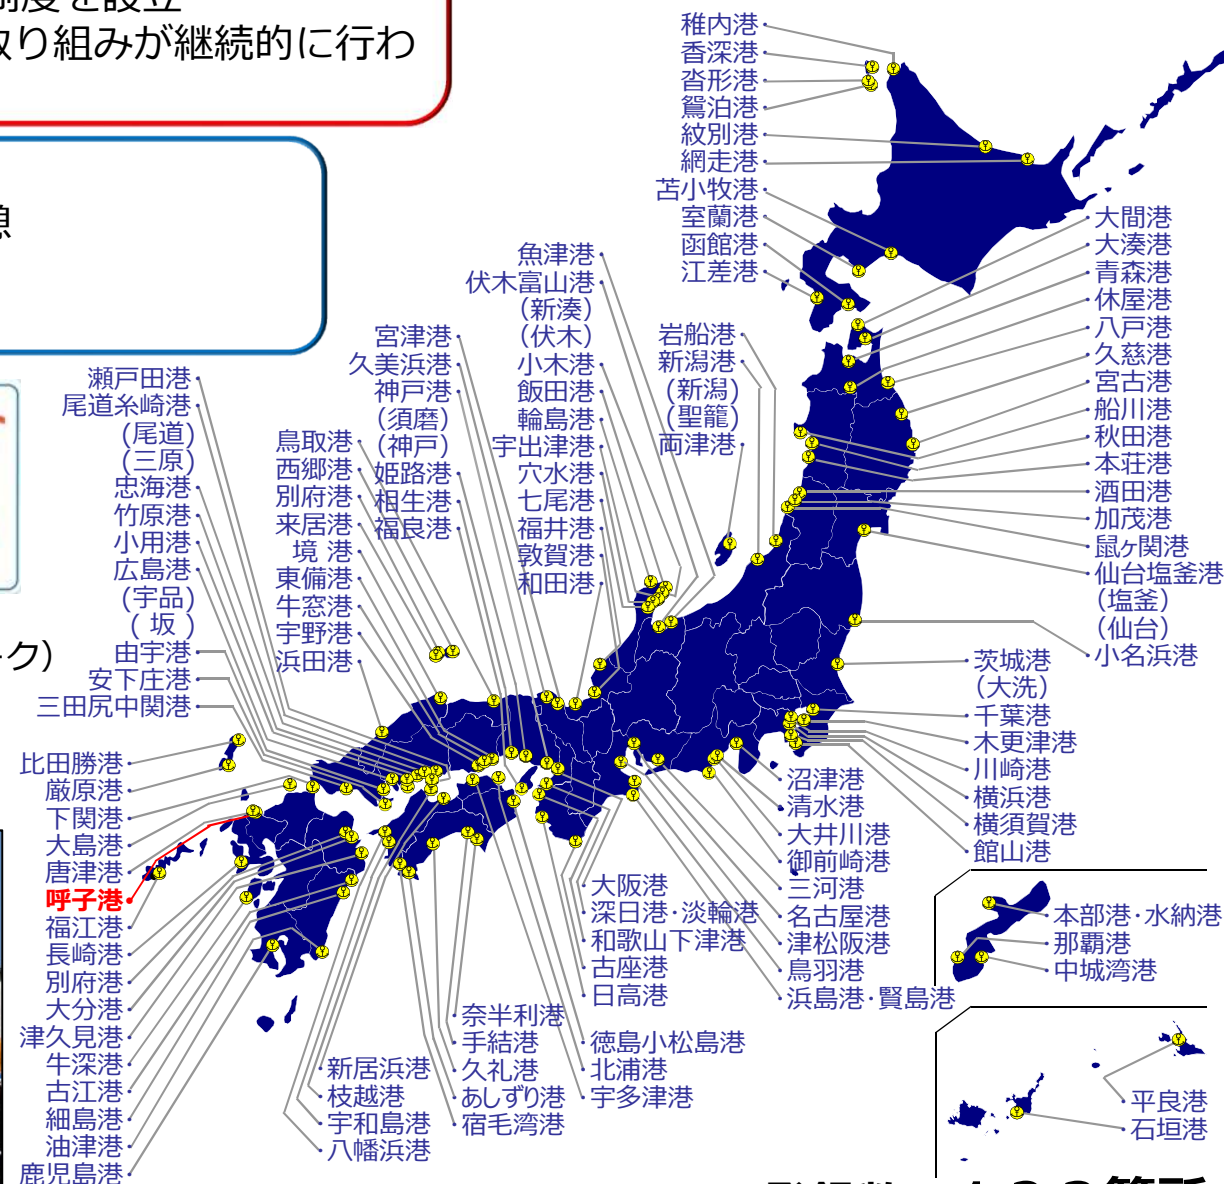 制度を設立
取り組みが継続的に行わ
憩
ーク）
稚内港
香深港
沓形港
鴛泊港
紋別港
網走港
苫小牧港
室蘭港
函館港
江差港
大間港
大湊港
青森港
休屋港
八戸港
久慈港
宮古港
船川港
秋田港
本荘港
酒田港
加茂港
鼠ヶ関港
仙台塩釜港
(塩釜)
(仙台)
小名浜港
魚津港
伏木富山港
(新湊)
(伏木)
小木港
飯田港
輪島港
宇出津港
穴水港
七尾港
福井港
敦賀港
和田港
岩船港
新潟港
(新潟)
(聖籠)
両津港
宮津港
久美浜港
神戸港
(須磨)
(神戸)
姫路港
相生港
福良港
鳥取港
西郷港
別府港
来居港
境 港
東備港
牛窓港
宇野港
浜田港
瀬戸田港
尾道糸崎港
(尾道)
(三原)
忠海港
竹原港
小用港
広島港
(宇品)
( 坂 )
由宇港
安下庄港
三田尻中関港
比田勝港
厳原港
下関港
大島港
唐津港
呼子港
福江港
長崎港
別府港
大分港
津久見港
牛深港
古江港
細島港
油津港
鹿児島港
茨城港
(大洗)
千葉港
木更津港
川崎港
横浜港
横須賀港
館山港
沼津港
清水港
大井川港
御前崎港
三河港
名古屋港
津松阪港
鳥羽港
浜島港・賢島港
大阪港
深日港・淡輪港
和歌山下津港
古座港
日高港
徳島小松島港
北浦港
宇多津港
奈半利港
手結港
久礼港
あしずり港
宿毛湾港
新居浜港
枝越港
宇和島港
八幡浜港
本部港・水納港
那覇港
中城湾港
平良港
石垣港